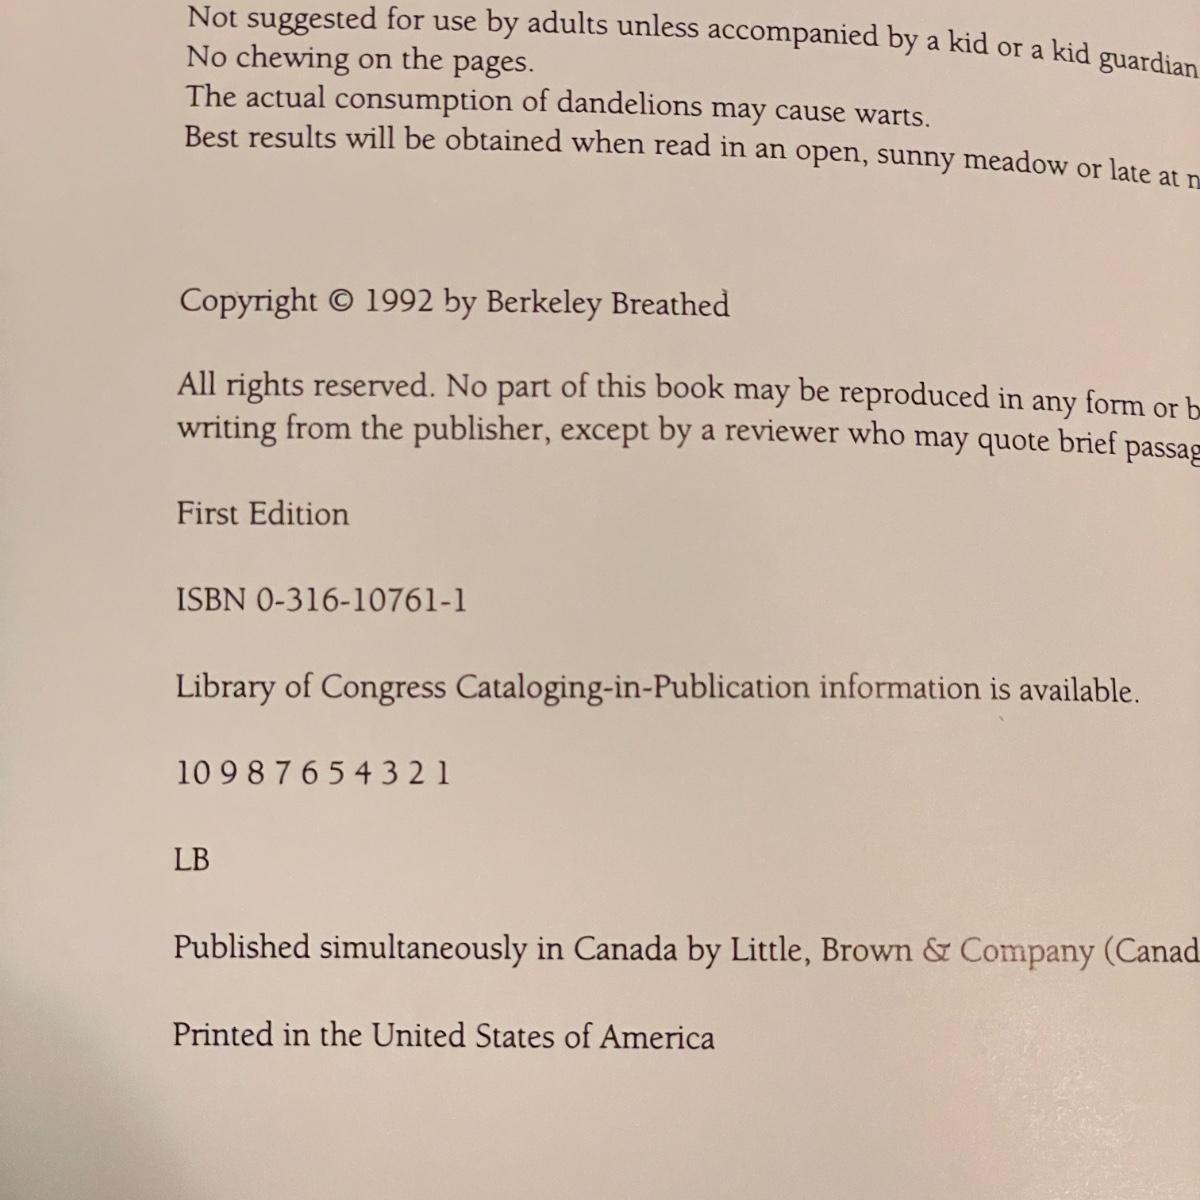 Not suggested for use by adults unless accompanied by a kid or a kid guardian
No chewing on the pages.
The actual consumption of dandelions may cause warts.
Best results will be obtained when read in an open, sunny meadow or late at n
Copyright © 1992 by Berkeley Breathed
All rights reserved. No part of this book may be reproduced in any form or b
writing from the publisher, except by a reviewer who may quote brief passag
First Edition
ISBN 0-316-10761-1
Library of Congress Cataloging-in-Publication information is available.
10 9 8 7 6 5 4 3 2 1
LB
Published simultaneously in Canada by Little, Brown & Company (Canad
Printed in the United States of America